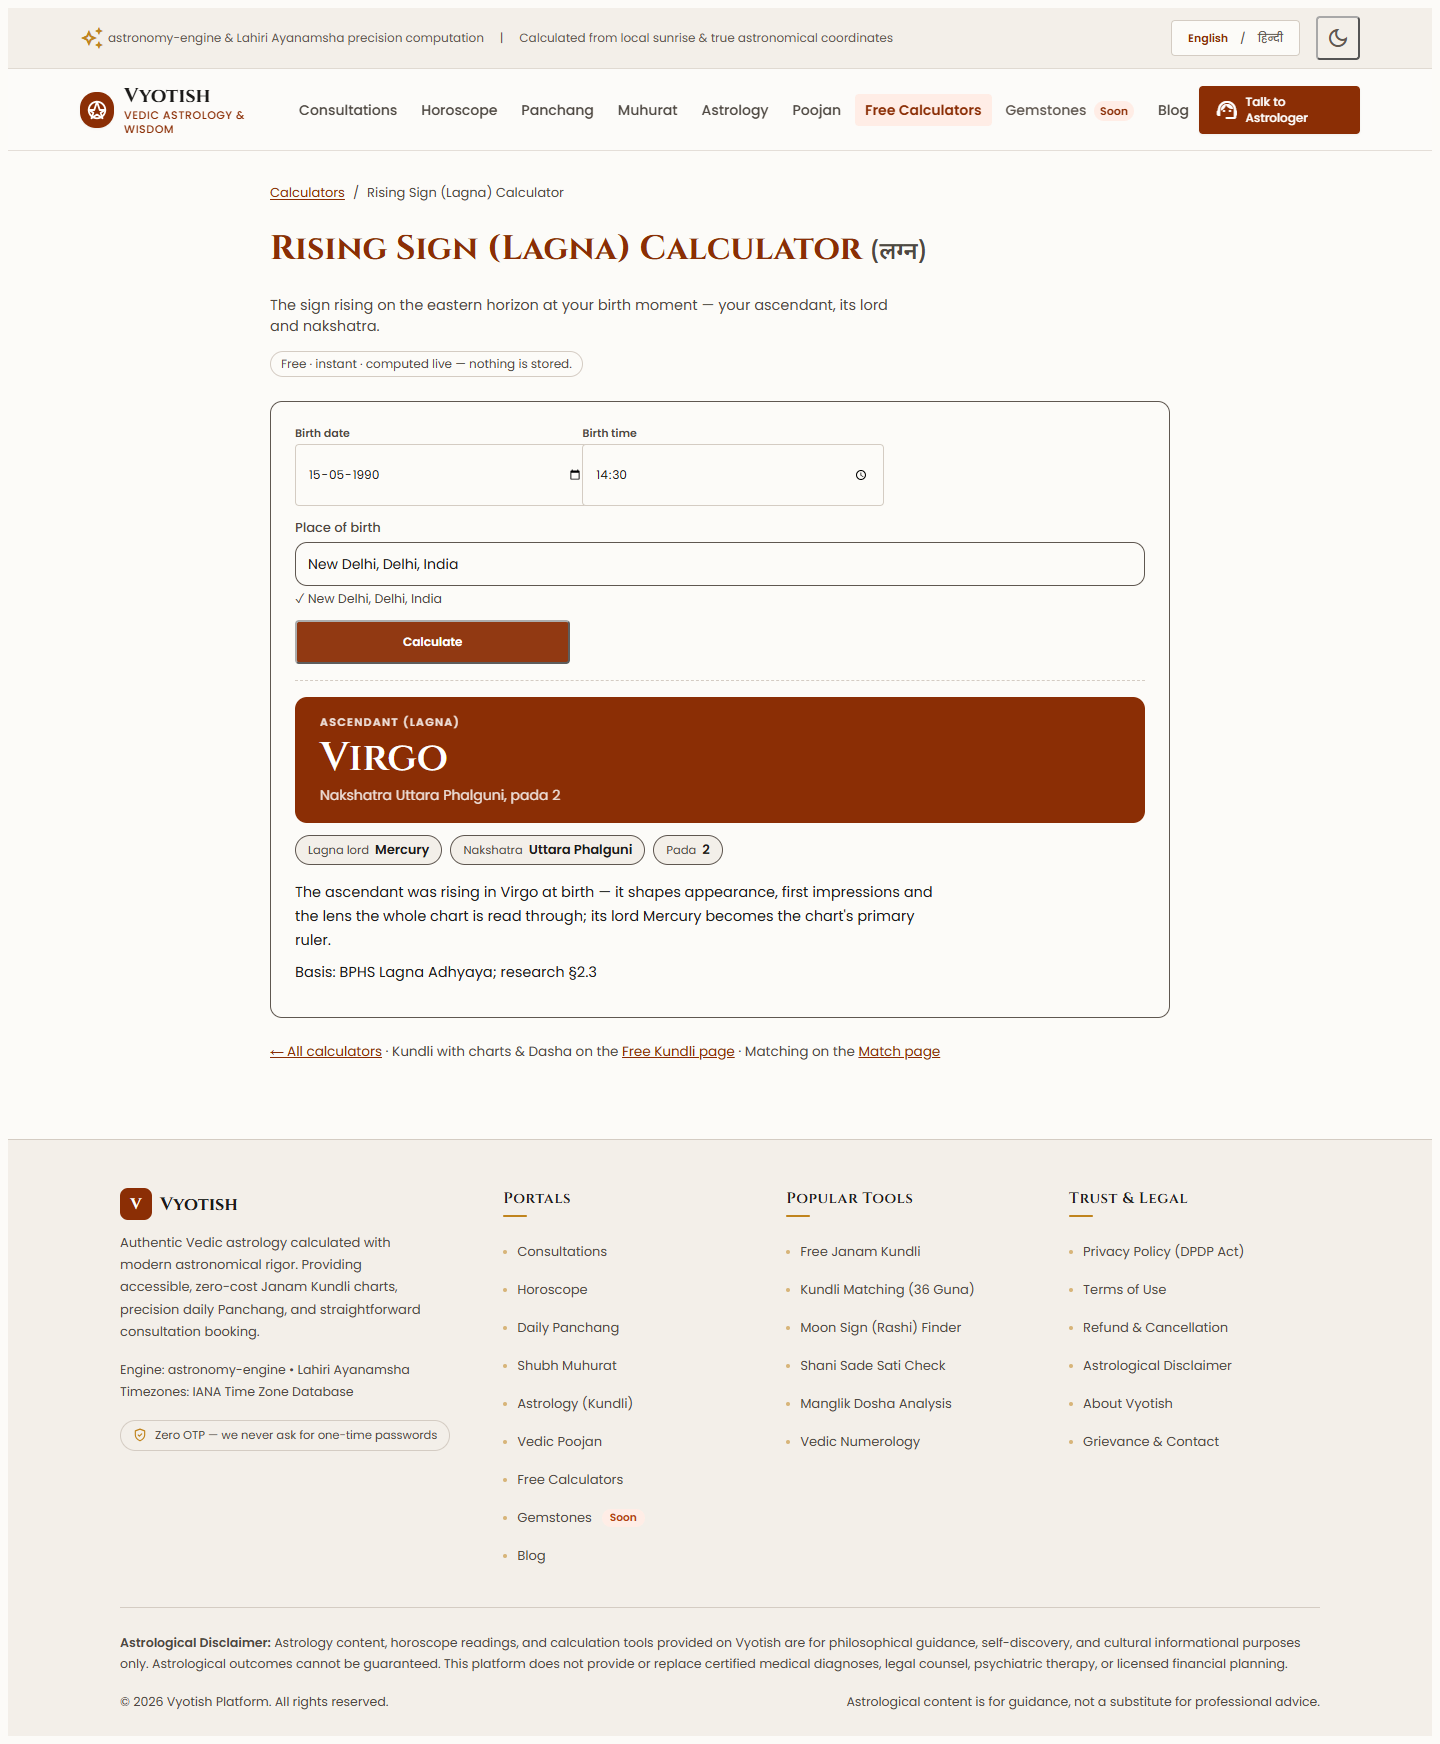 astronomy-engine & Lahiri Ayanamsha precision computation | Calculated from local sunrise & true astronomical coordinates
English / हिन्दी
VYOTISH
VEDIC ASTROLOGY & WISDOM
Consultations
Horoscope
Panchang
Muhurat
Astrology
Poojan
Free Calculators
Gemstones Soon
Blog
Talk to Astrologer
Calculators / Rising Sign (Lagna) Calculator
RISING SIGN (LAGNA) CALCULATOR (लग्न)
The sign rising on the eastern horizon at your birth moment — your ascendant, its lord
and nakshatra.
Free · instant · computed live — nothing is stored.
Birth date
Birth time
15-05-1990
14:30
Place of birth
New Delhi, Delhi, India
✓ New Delhi, Delhi, India
Calculate
ASCENDANT (LAGNA)
VIRGO
Nakshatra Uttara Phalguni, pada 2
Lagna lord Mercury
Nakshatra Uttara Phalguni
Pada 2
The ascendant was rising in Virgo at birth — it shapes appearance, first impressions and
the lens the whole chart is read through; its lord Mercury becomes the chart's primary
ruler.
Basis: BPHS Lagna Adhyaya; research §2.3
← All calculators · Kundli with charts & Dasha on the Free Kundli page · Matching on the Match page
V VYOTISH
Authentic Vedic astrology calculated with
modern astronomical rigor. Providing
accessible, zero-cost Janam Kundli charts,
precision daily Panchang, and straightforward
consultation booking.
Engine: astronomy-engine • Lahiri Ayanamsha
Timezones: IANA Time Zone Database
Zero OTP — we never ask for one-time passwords
PORTALS
Consultations
Horoscope
Daily Panchang
Shubh Muhurat
Astrology (Kundli)
Vedic Poojan
Free Calculators
Gemstones Soon
Blog
POPULAR TOOLS
Free Janam Kundli
Kundli Matching (36 Guna)
Moon Sign (Rashi) Finder
Shani Sade Sati Check
Manglik Dosha Analysis
Vedic Numerology
TRUST & LEGAL
Privacy Policy (DPDP Act)
Terms of Use
Refund & Cancellation
Astrological Disclaimer
About Vyotish
Grievance & Contact
Astrological Disclaimer: Astrology content, horoscope readings, and calculation tools provided on Vyotish are for philosophical guidance, self-discovery, and cultural informational purposes
only. Astrological outcomes cannot be guaranteed. This platform does not provide or replace certified medical diagnoses, legal counsel, psychiatric therapy, or licensed financial planning.
© 2026 Vyotish Platform. All rights reserved.
Astrological content is for guidance, not a substitute for professional advice.